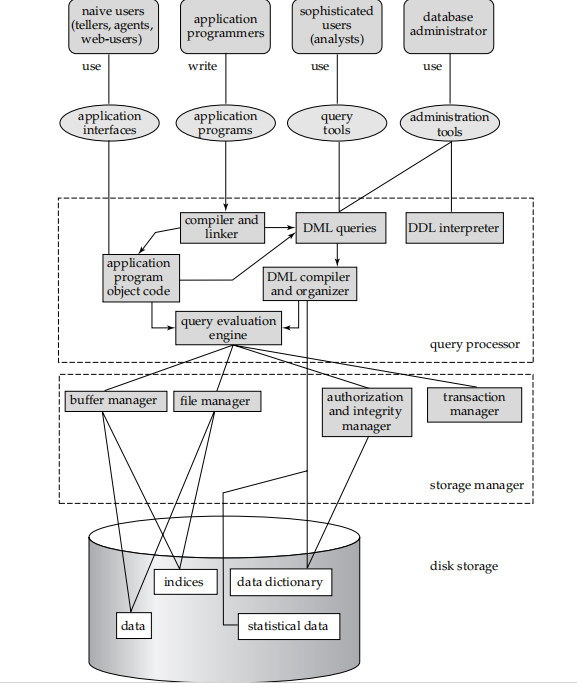 naive users
(tellers, agents,
web-users)
application
programmers
sophisticated
users
(analysts)
database
administrator
use
write
use
use
application
interfaces
application
programs
query
tools
administration
tools
compiler and
linker
DML queries
DDL interpreter
application
program
object code
DML compiler
and organizer
query evaluation
engine
query processor
buffer manager
file manager
authorization
and integrity
manager
transaction
manager
storage manager
disk storage
indices
data dictionary
data
statistical data